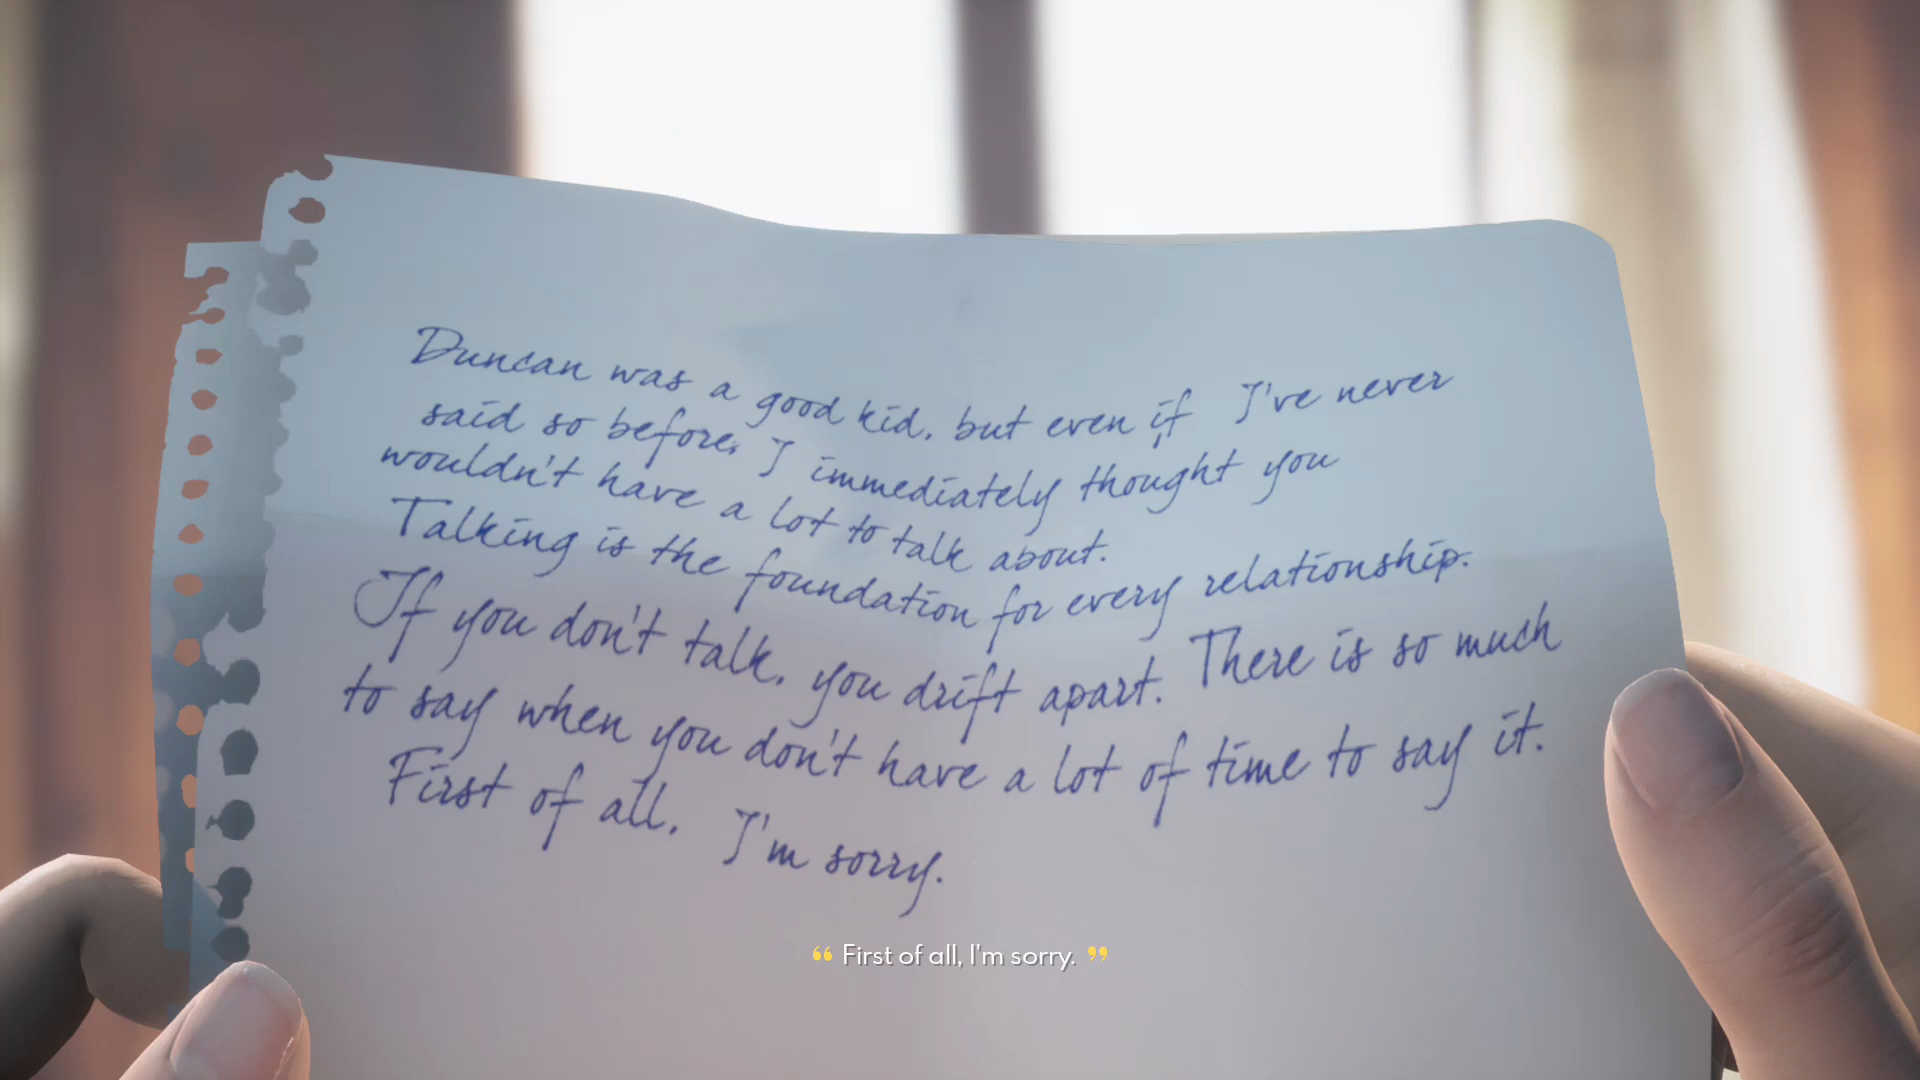 Duncan was a good kid, but even if I've never
said so before, I immediately thought you
wouldn't have a lot to talk about.
Talking is the foundation for every relationship.
If you don't talk, you drift apart. There is so much
to say when you don't have a lot of time to say it.
First of all, I'm sorry.
“ First of all, I'm sorry. ”